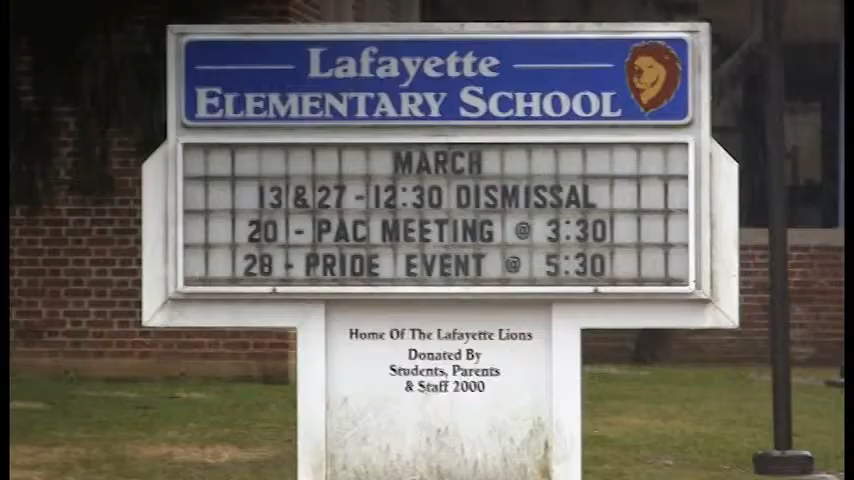 Lafayette
Elementary School
MARCH
13 & 27 - 12:30 DISMISSAL
20 - PAC MEETING @ 3:30
28 - PRIDE EVENT @ 5:30
Home Of The Lafayette Lions
Donated By
Students, Parents
& Staff 2000